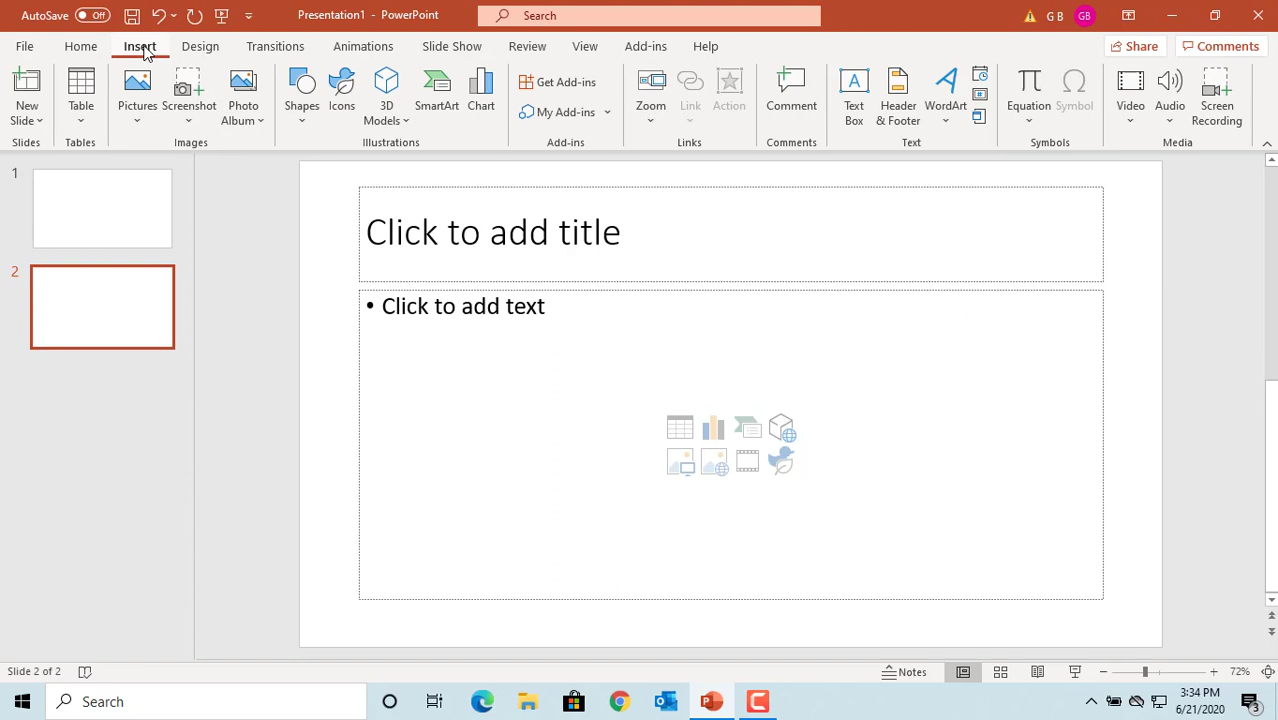 AutoSave Off Presentation1 - PowerPoint Search G B GB
File Home Insert Design Transitions Animations Slide Show Review View Add-ins Help Share Comments
New Slide Table Pictures Screenshot Photo Album Shapes Icons 3D Models SmartArt Chart Get Add-ins My Add-ins Zoom Link Action Comment Text Box Header & Footer WordArt Equation Symbol Video Audio Screen Recording
Slides Tables Images Illustrations Add-ins Links Comments Text Symbols Media
1
2
Click to add title
• Click to add text
Slide 2 of 2 Notes 72%
Search 3:34 PM
6/21/2020 3